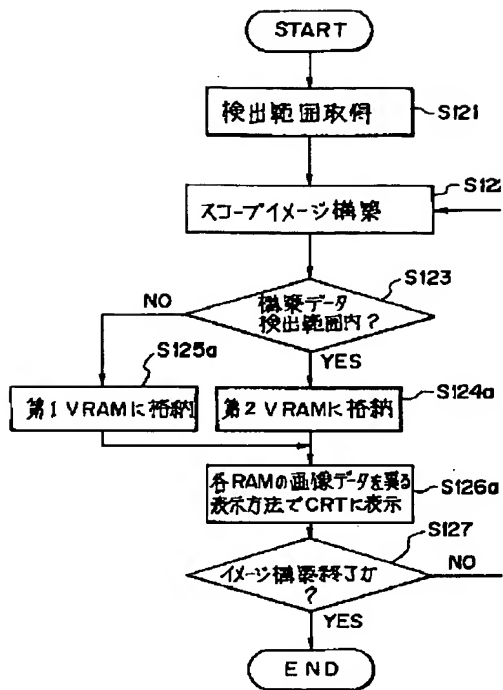 START
検出範囲取得
S121
S122
スコープイメージ構築
S123
構築データ
検出範囲内?
NO
YES
S125a
第1VRAMに格納
S124a
第2VRAMに格納
各RAMの画像データを異る
表示方法でCRTに表示
S126a
S127
イメージ構築終了か
?
NO
YES
END